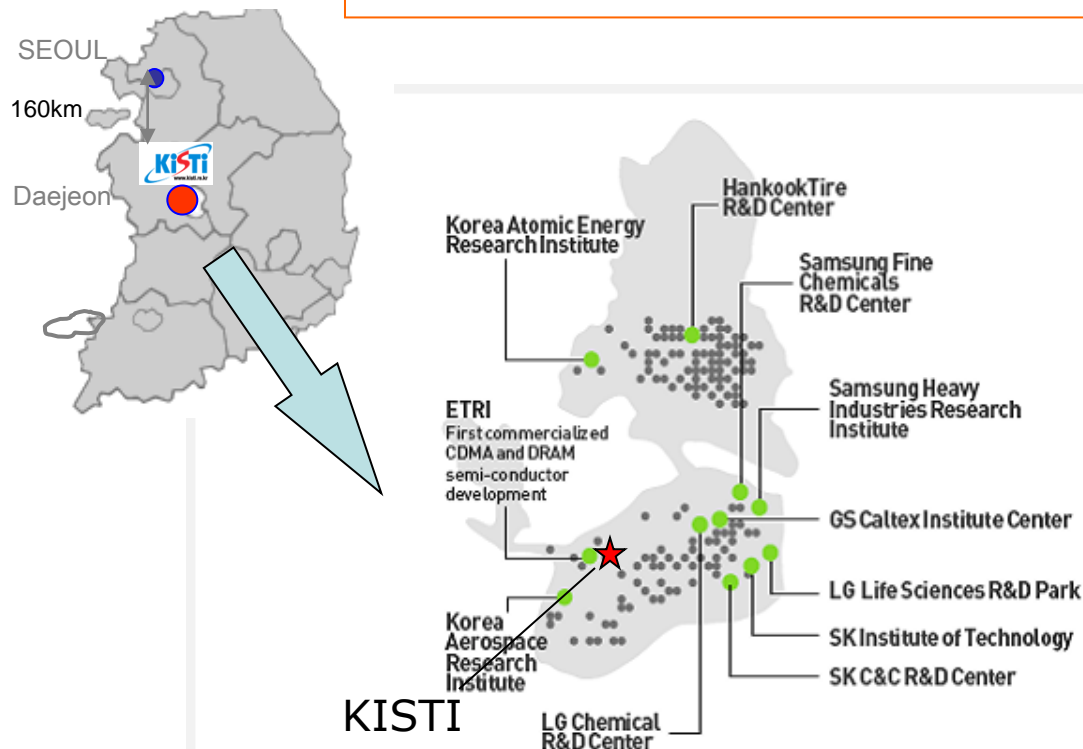 SEOUL
160km
KiSTi
www.kisti.re.kr
Daejeon
HankookTire
R&D Center
Korea Atomic Energy
Research Institute
Samsung Fine
Chemicals
R&D Center
Samsung Heavy
Industries Research
Institute
ETRI
First commercialized
CDMA and DRAM
semi-conductor
development
GS Caltex Institute Center
LG Life Sciences R&D Park
Korea
Aerospace
Research
Institute
SK Institute of Technology
SK C&C R&D Center
KISTI
LG Chemical
R&D Center